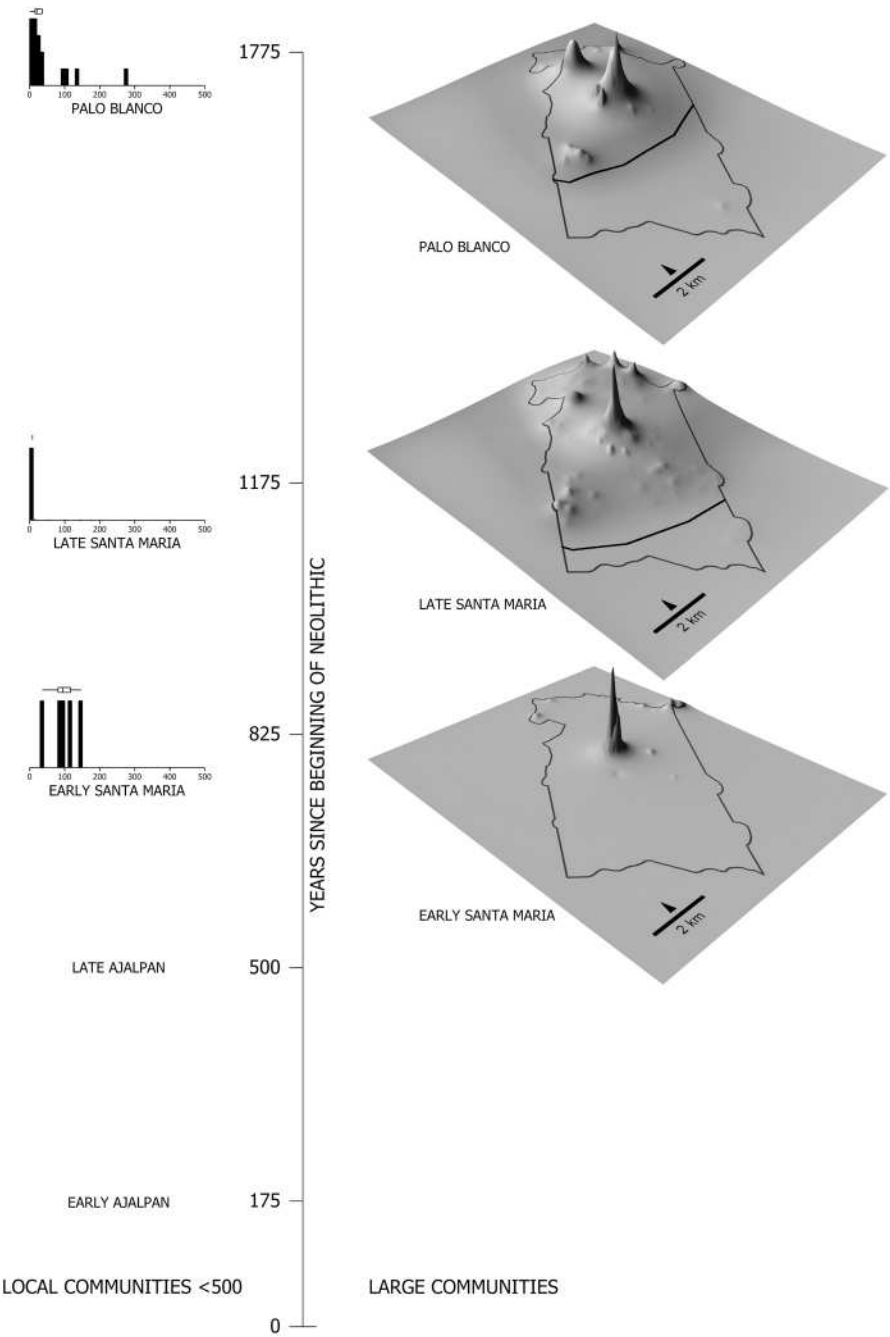 0 100 200 300 400 500
PALO BLANCO
1775
PALO BLANCO
2 km
0 100 200 300 400 500
LATE SANTA MARIA
1175
LATE SANTA MARIA
2 km
YEARS SINCE BEGINNING OF NEOLITHIC
0 100 200 300 400 500
EARLY SANTA MARIA
825
EARLY SANTA MARIA
2 km
LATE AJALPAN
500
EARLY AJALPAN
175
LOCAL COMMUNITIES <500
LARGE COMMUNITIES
0